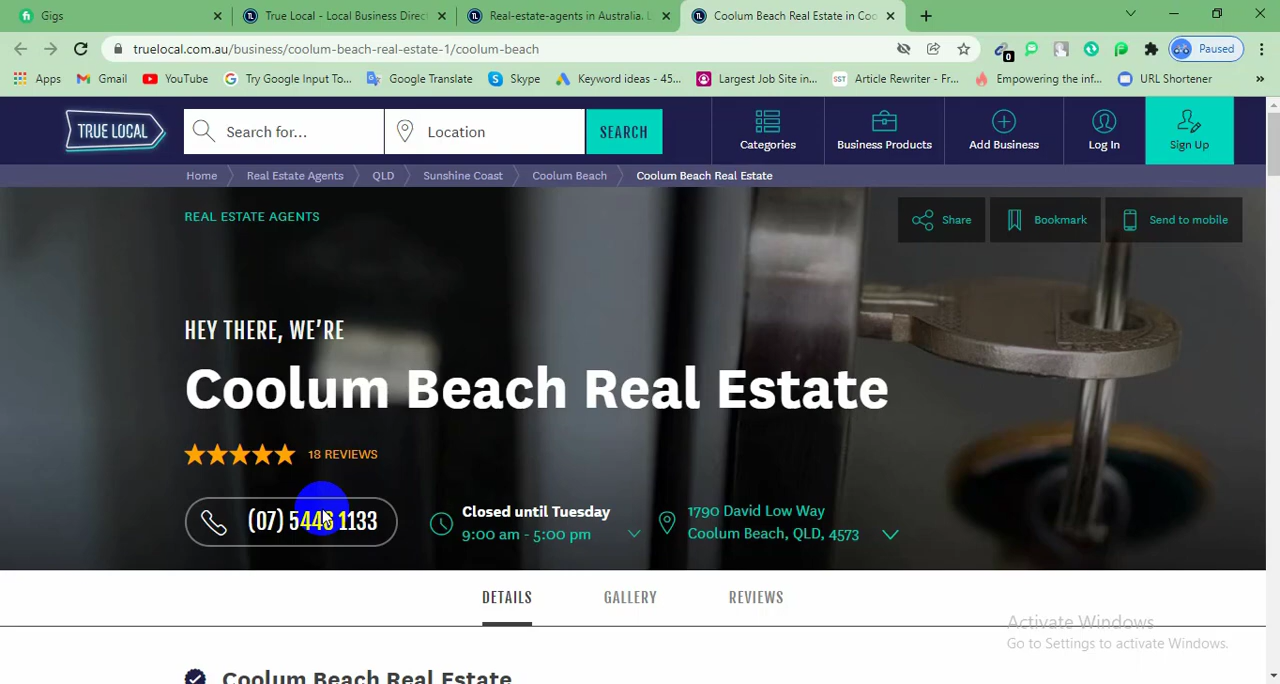 Gigs
True Local - Local Business Direct
Real-estate-agents in Australia. L
Coolum Beach Real Estate in Coo
truelocal.com.au/business/coolum-beach-real-estate-1/coolum-beach
0
Paused
Apps
Gmail
YouTube
Try Google Input To...
Google Translate
Skype
Keyword ideas - 45...
Largest Job Site in...
SST
Article Rewriter - Fr...
Empowering the inf...
URL Shortener
TRUE LOCAL
Search for...
Location
SEARCH
Categories
Business Products
Add Business
Log In
Sign Up
Home
Real Estate Agents
QLD
Sunshine Coast
Coolum Beach
Coolum Beach Real Estate
REAL ESTATE AGENTS
Share
Bookmark
Send to mobile
HEY THERE, WE'RE
Coolum Beach Real Estate
18 REVIEWS
(07) 5446 1133
Closed until Tuesday
9:00 am - 5:00 pm
1790 David Low Way
Coolum Beach, QLD, 4573
DETAILS
GALLERY
REVIEWS
Activate Windows
Go to Settings to activate Windows.
Coolum Beach Real Estate